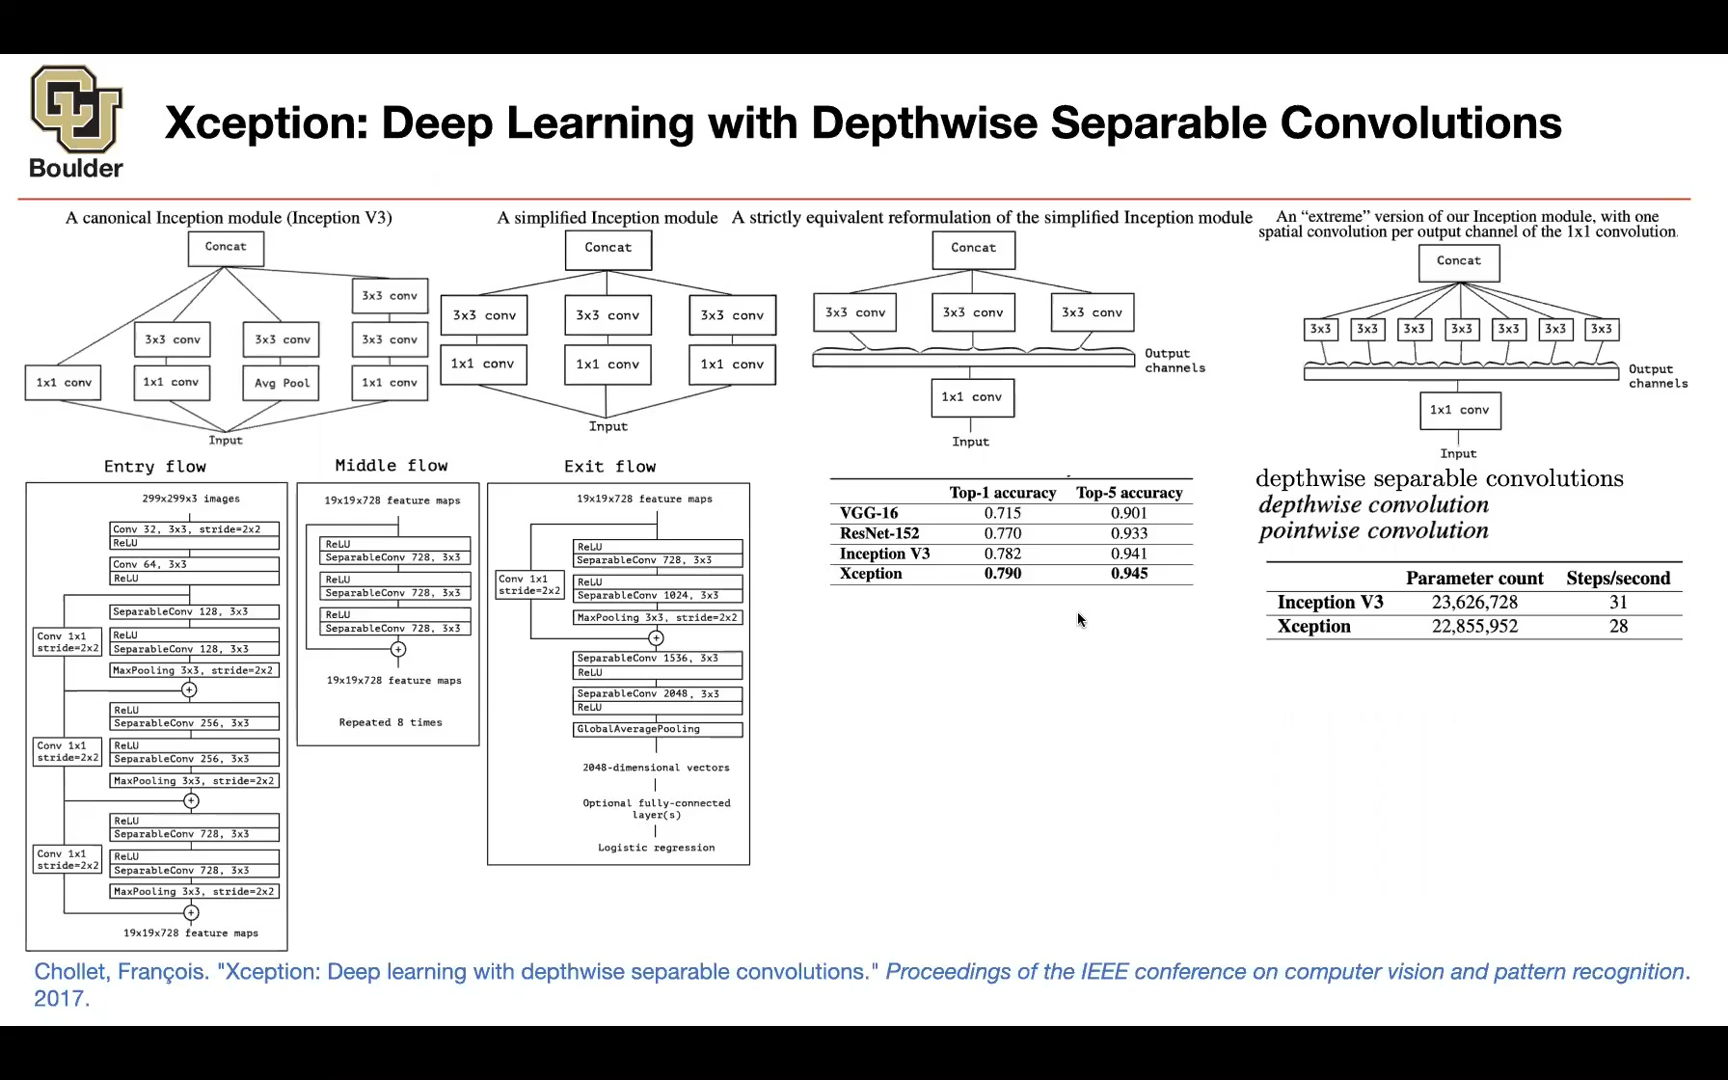 Boulder
Xception: Deep Learning with Depthwise Separable Convolutions
A canonical Inception module (Inception V3)
Concat
3x3 conv
3x3 conv
3x3 conv
3x3 conv
1x1 conv
1x1 conv
Avg Pool
1x1 conv
Input
A simplified Inception module
Concat
3x3 conv
3x3 conv
3x3 conv
1x1 conv
1x1 conv
1x1 conv
Input
A strictly equivalent reformulation of the simplified Inception module
Concat
3x3 conv
3x3 conv
3x3 conv
Output
channels
1x1 conv
Input
An “extreme” version of our Inception module, with one
spatial convolution per output channel of the 1x1 convolution.
Concat
3x3 3x3 3x3 3x3 3x3 3x3 3x3
Output
channels
1x1 conv
Input
Entry flow
299x299x3 images
Conv 32, 3x3, stride=2x2
ReLU
Conv 64, 3x3
ReLU
SeparableConv 128, 3x3
Conv 1x1
stride=2x2
ReLU
SeparableConv 128, 3x3
MaxPooling 3x3, stride=2x2
+
ReLU
SeparableConv 256, 3x3
Conv 1x1
stride=2x2
ReLU
SeparableConv 256, 3x3
MaxPooling 3x3, stride=2x2
+
ReLU
SeparableConv 728, 3x3
Conv 1x1
stride=2x2
ReLU
SeparableConv 728, 3x3
MaxPooling 3x3, stride=2x2
+
19x19x728 feature maps
Middle flow
19x19x728 feature maps
ReLU
SeparableConv 728, 3x3
ReLU
SeparableConv 728, 3x3
ReLU
SeparableConv 728, 3x3
+
19x19x728 feature maps
Repeated 8 times
Exit flow
19x19x728 feature maps
ReLU
SeparableConv 728, 3x3
Conv 1x1
stride=2x2
ReLU
SeparableConv 1024, 3x3
MaxPooling 3x3, stride=2x2
+
SeparableConv 1536, 3x3
ReLU
SeparableConv 2048, 3x3
ReLU
GlobalAveragePooling
2048-dimensional vectors
Optional fully-connected
layer(s)
Logistic regression
Top-1 accuracy Top-5 accuracy
VGG-16 0.715 0.901
ResNet-152 0.770 0.933
Inception V3 0.782 0.941
Xception 0.790 0.945
depthwise separable convolutions
depthwise convolution
pointwise convolution
Parameter count Steps/second
Inception V3 23,626,728 31
Xception 22,855,952 28
Chollet, François. "Xception: Deep learning with depthwise separable convolutions." Proceedings of the IEEE conference on computer vision and pattern recognition.
2017.